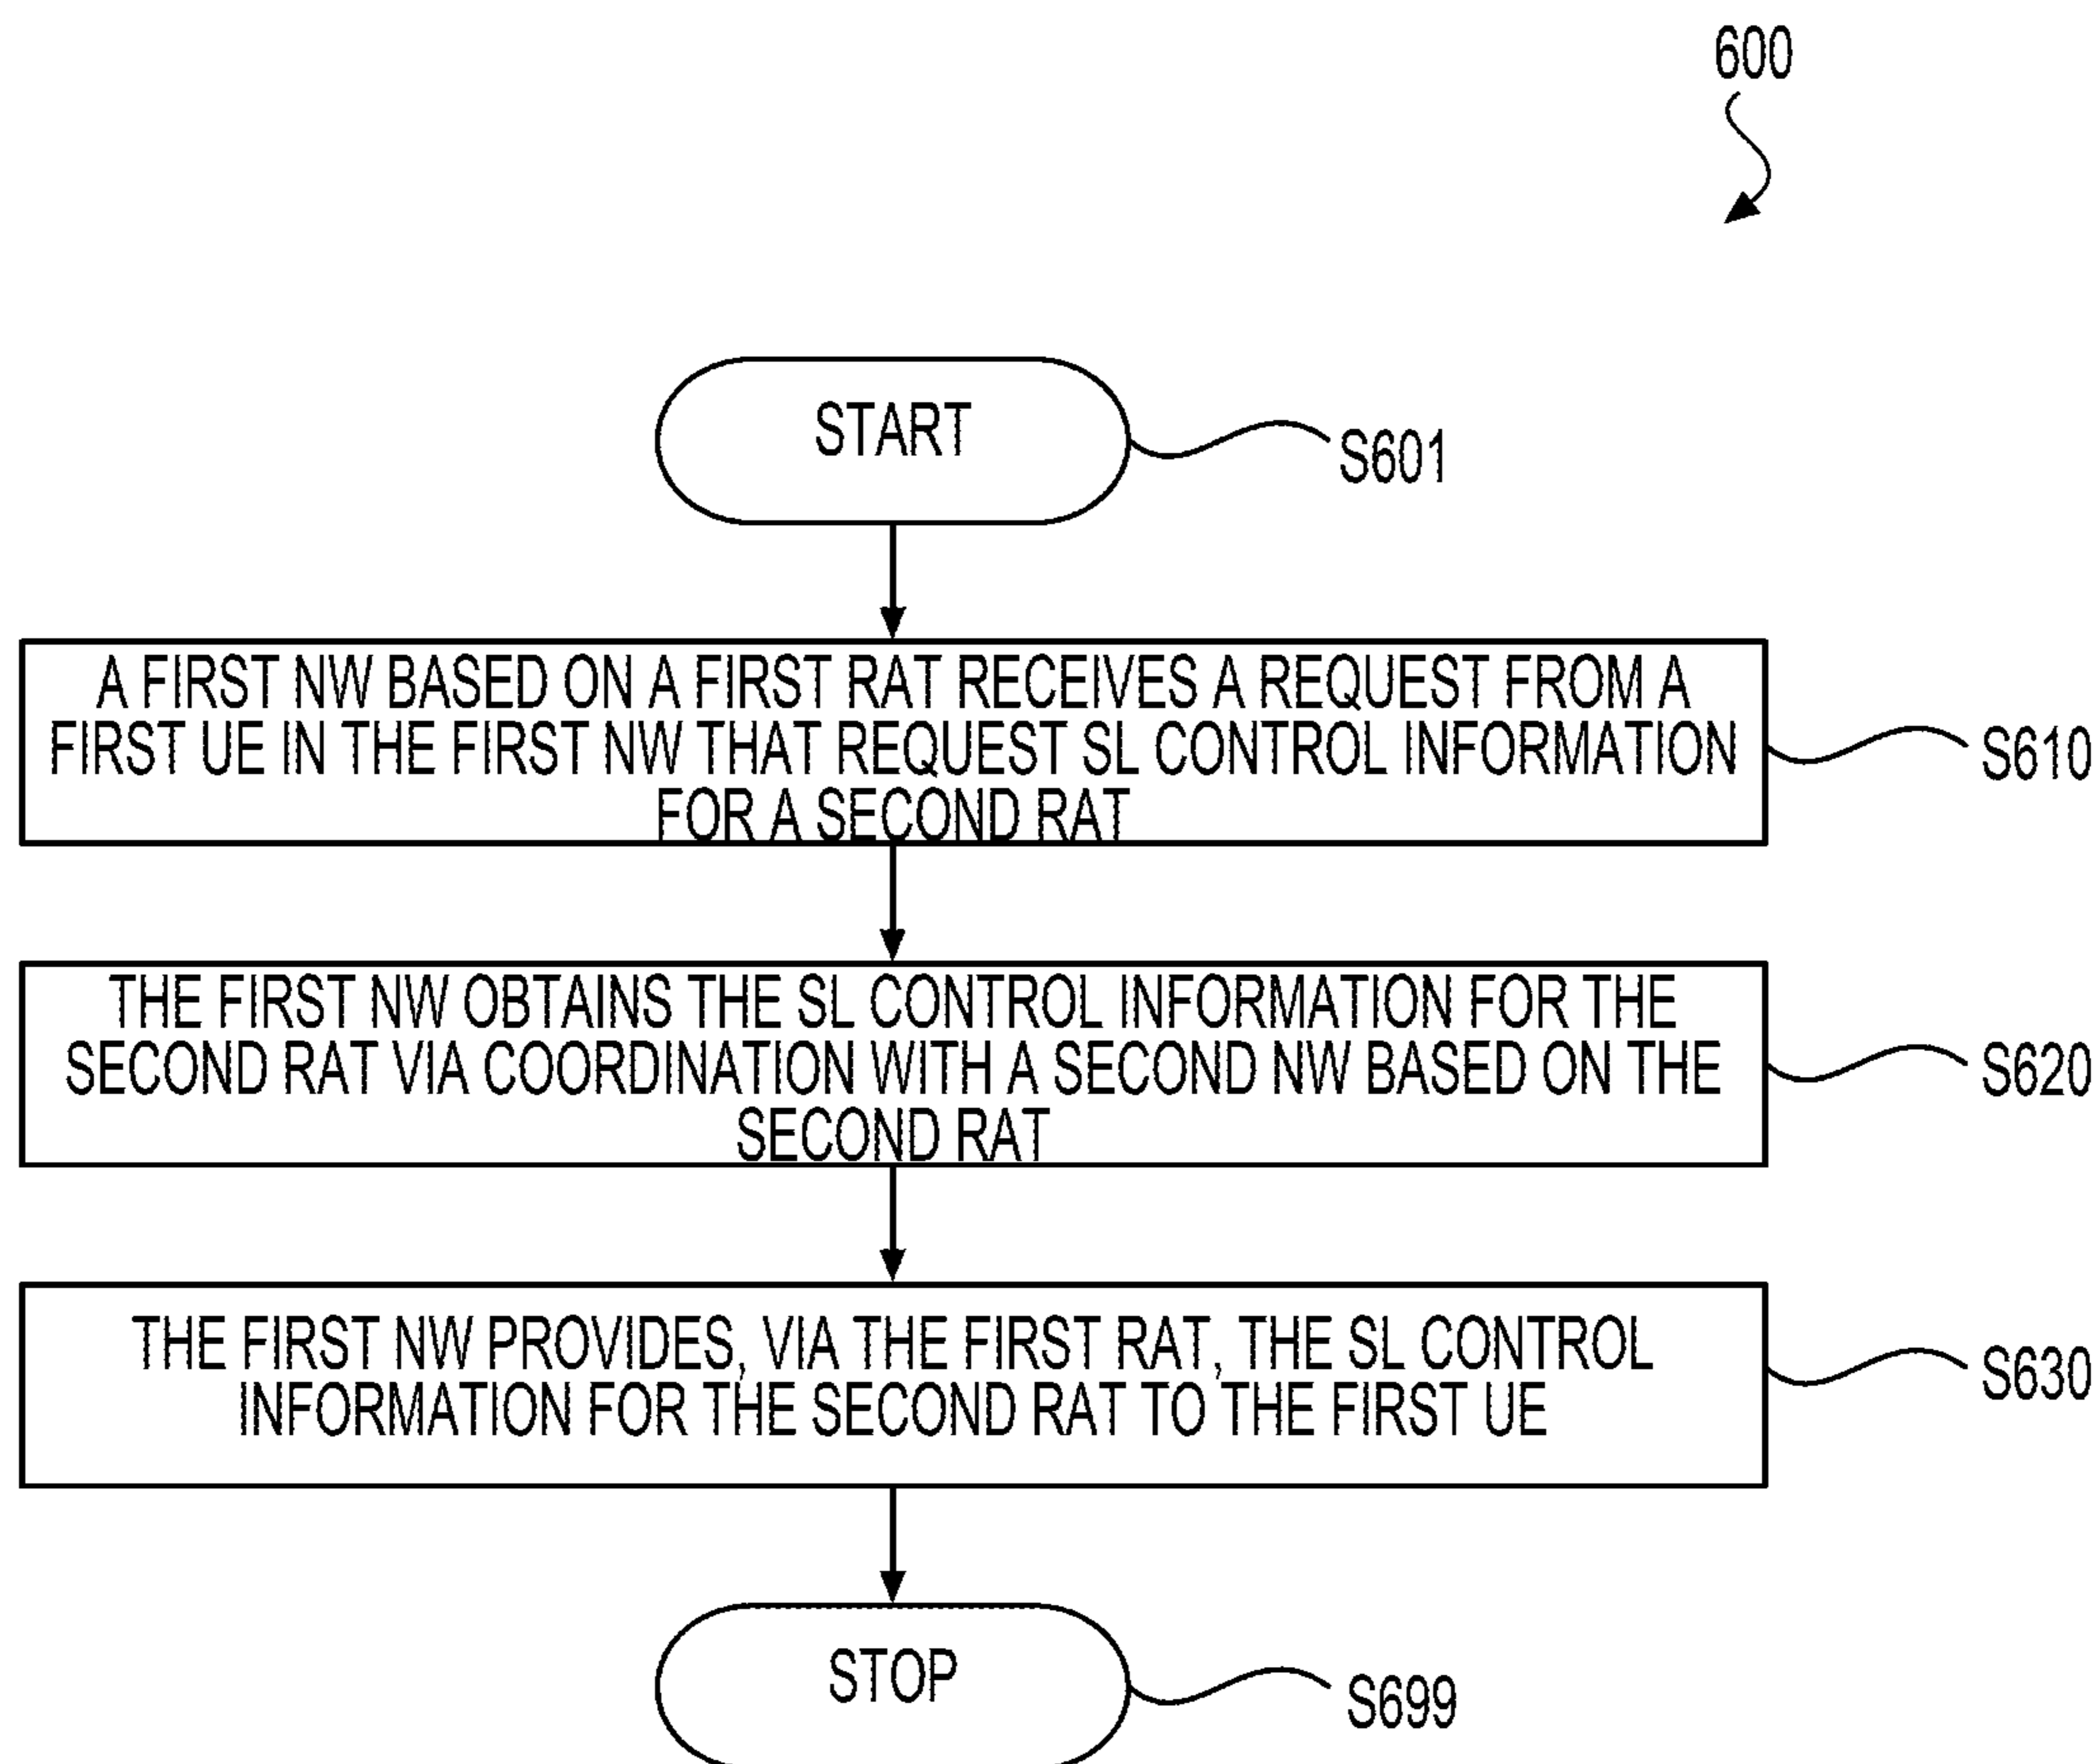 600
START
S601
A FIRST NW BASED ON A FIRST RAT RECEIVES A REQUEST FROM A
FIRST UE IN THE FIRST NW THAT REQUEST SL CONTROL INFORMATION
FOR A SECOND RAT
S610
THE FIRST NW OBTAINS THE SL CONTROL INFORMATION FOR THE
SECOND RAT VIA COORDINATION WITH A SECOND NW BASED ON THE
SECOND RAT
S620
THE FIRST NW PROVIDES, VIA THE FIRST RAT, THE SL CONTROL
INFORMATION FOR THE SECOND RAT TO THE FIRST UE
S630
STOP
S699